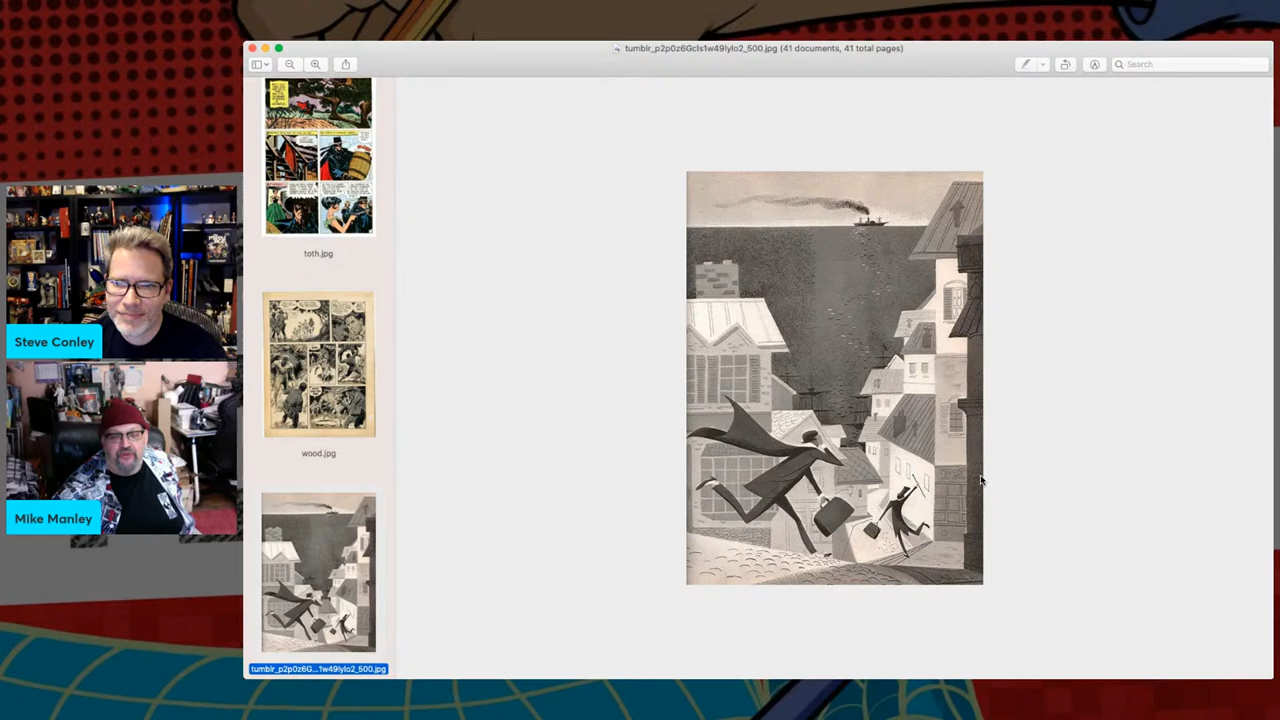 tumblr_p2p0z6Gcls1w49lylo2_500.jpg (41 documents, 41 total pages)
Search
toth.jpg
wood.jpg
tumblr_p2p0z6G...1w49lylo2_500.jpg
Steve Conley
Mike Manley